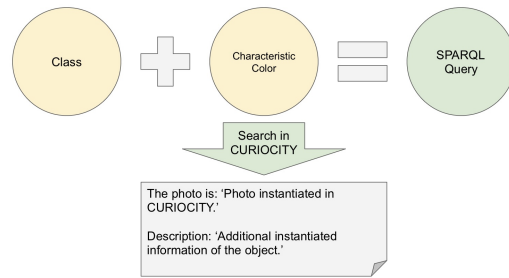 Class
Characteristic
Color
SPARQL
Query
Search in
CURIOCITY
The photo is: ‘Photo instantiated in
CURIOCITY.’
Description: ‘Additional instantiated
information of the object.’